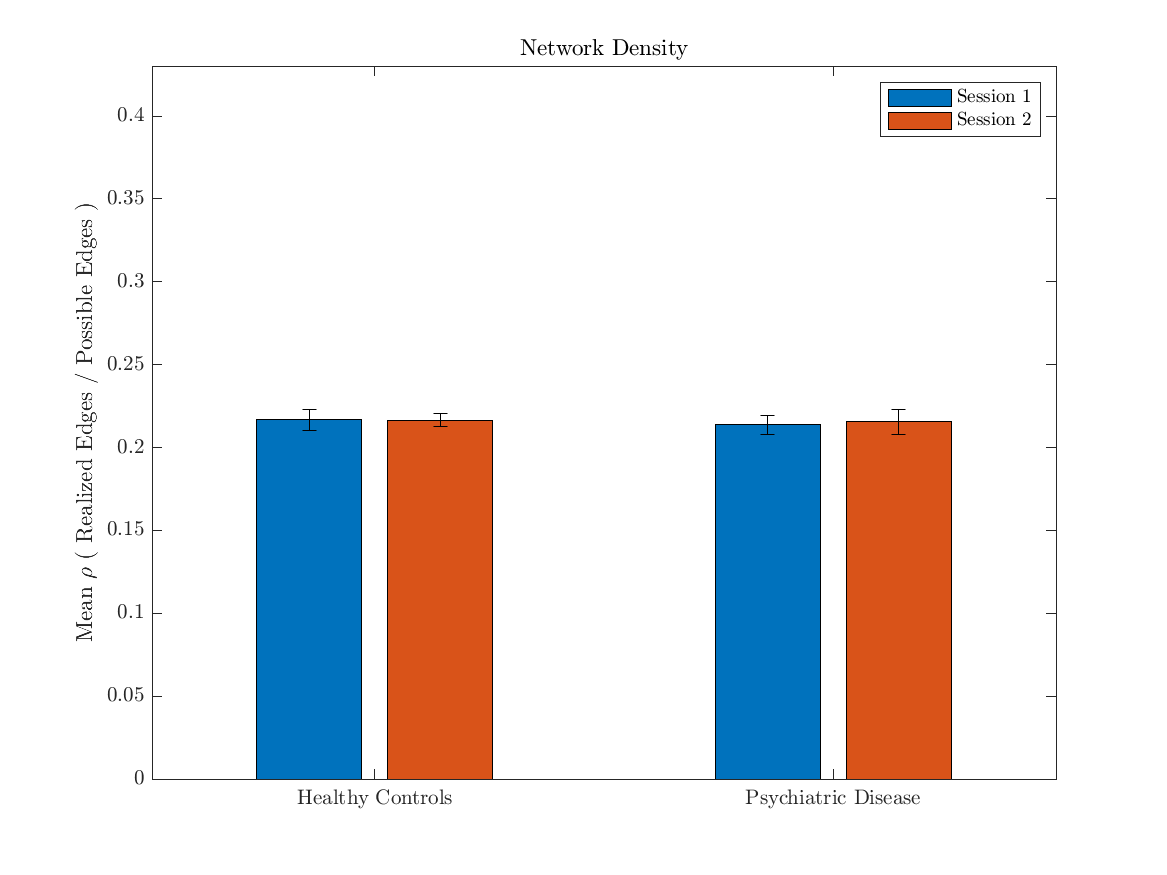 Network Density
Session 1
Session 2
Mean ρ ( Realized Edges / Possible Edges )
0.4
0.35
0.3
0.25
0.2
0.15
0.1
0.05
0
Healthy Controls
Psychiatric Disease